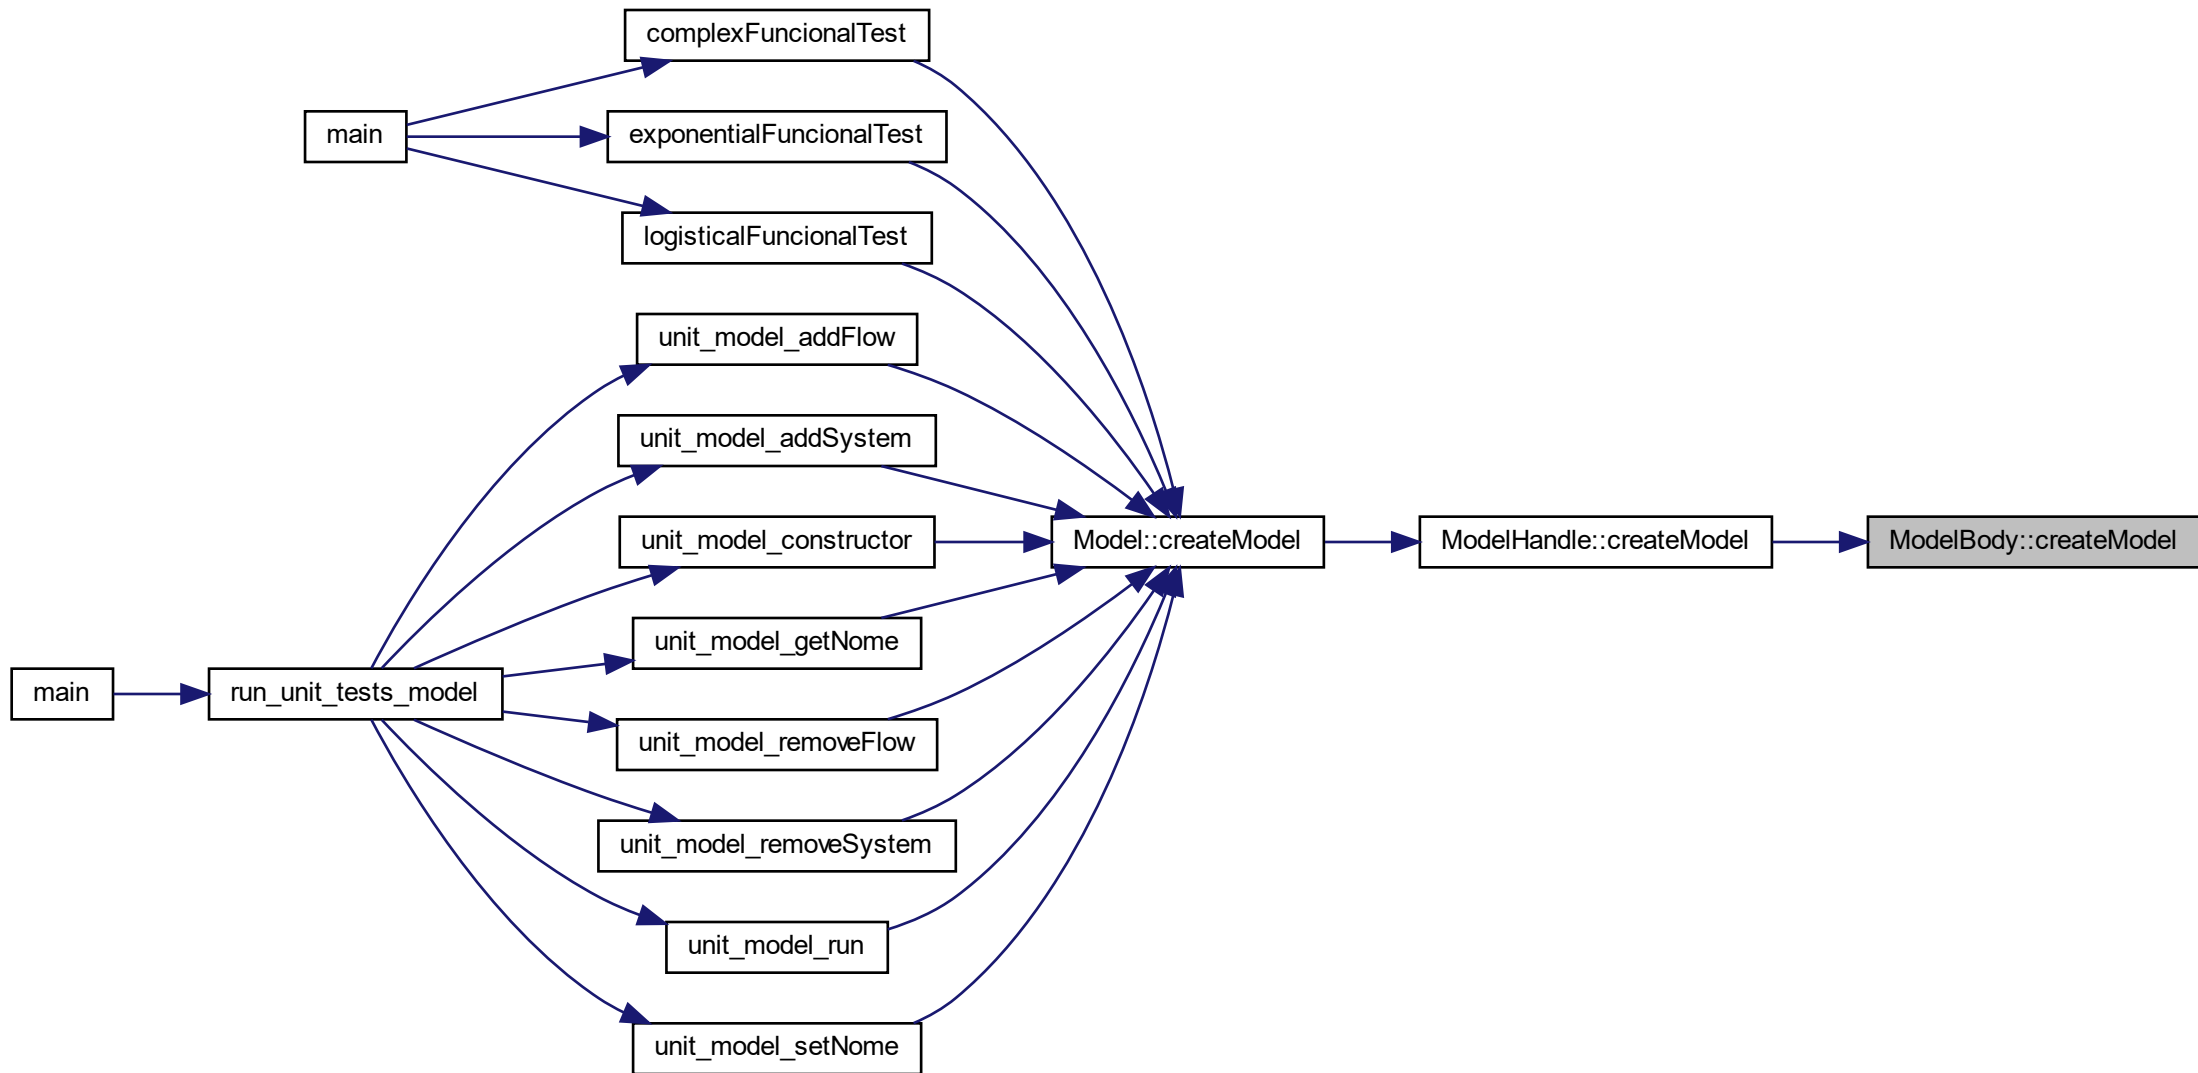 complexFuncionalTest
main
exponentialFuncionalTest
logisticalFuncionalTest
unit_model_addFlow
unit_model_addSystem
unit_model_constructor
Model::createModel
ModelHandle::createModel
ModelBody::createModel
unit_model_getNome
main
run_unit_tests_model
unit_model_removeFlow
unit_model_removeSystem
unit_model_run
unit_model_setNome